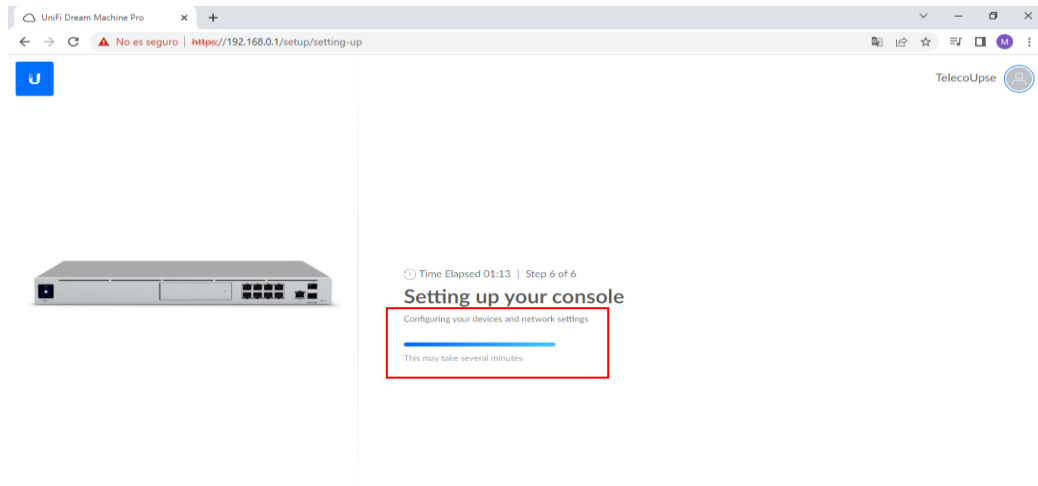 UniFi Dream Machine Pro
No es seguro | https://192.168.0.1/setup/setting-up
M
TelecoUpse
Time Elapsed 01:13 | Step 6 of 6
Setting up your console
Configuring your devices and network settings
This may take several minutes